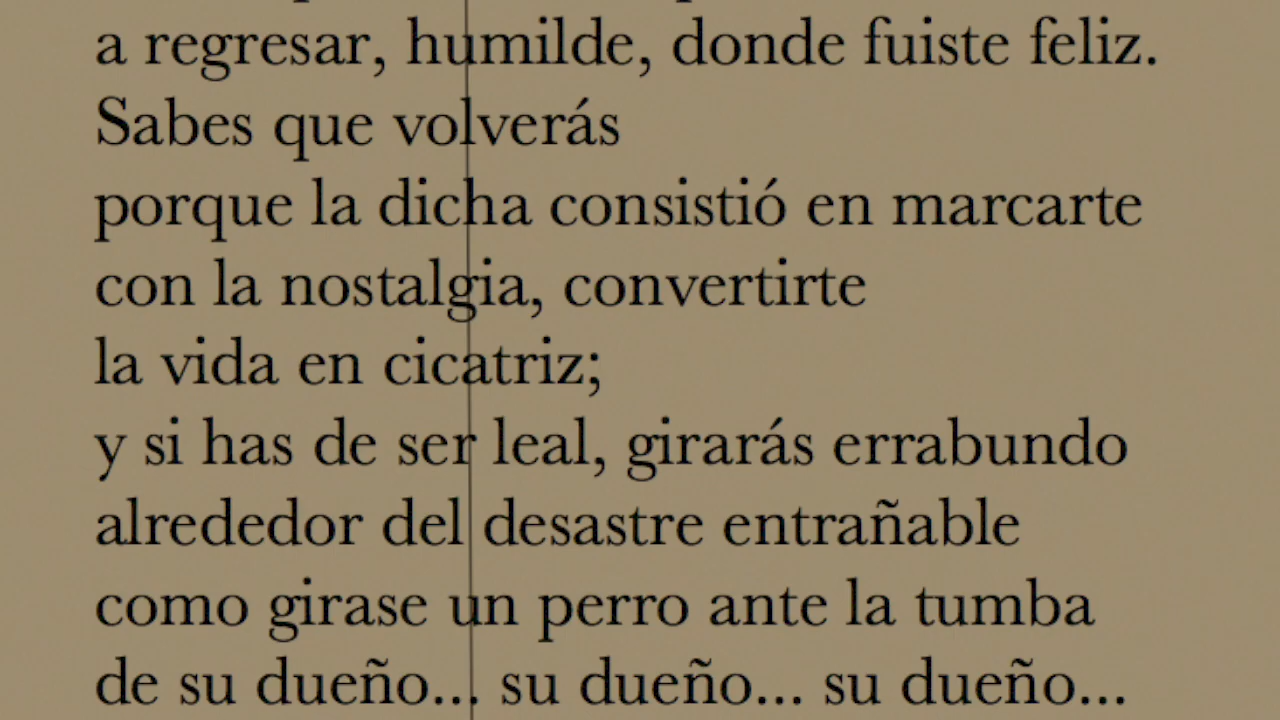 a regresar, humilde, donde fuiste feliz.
Sabes que volverás
porque la dicha consistió en marcarte
con la nostalgia, convertirte
la vida en cicatriz;
y si has de ser leal, girarás errabundo
alrededor del desastre entrañable
como girase un perro ante la tumba
de su dueño... su dueño... su dueño...